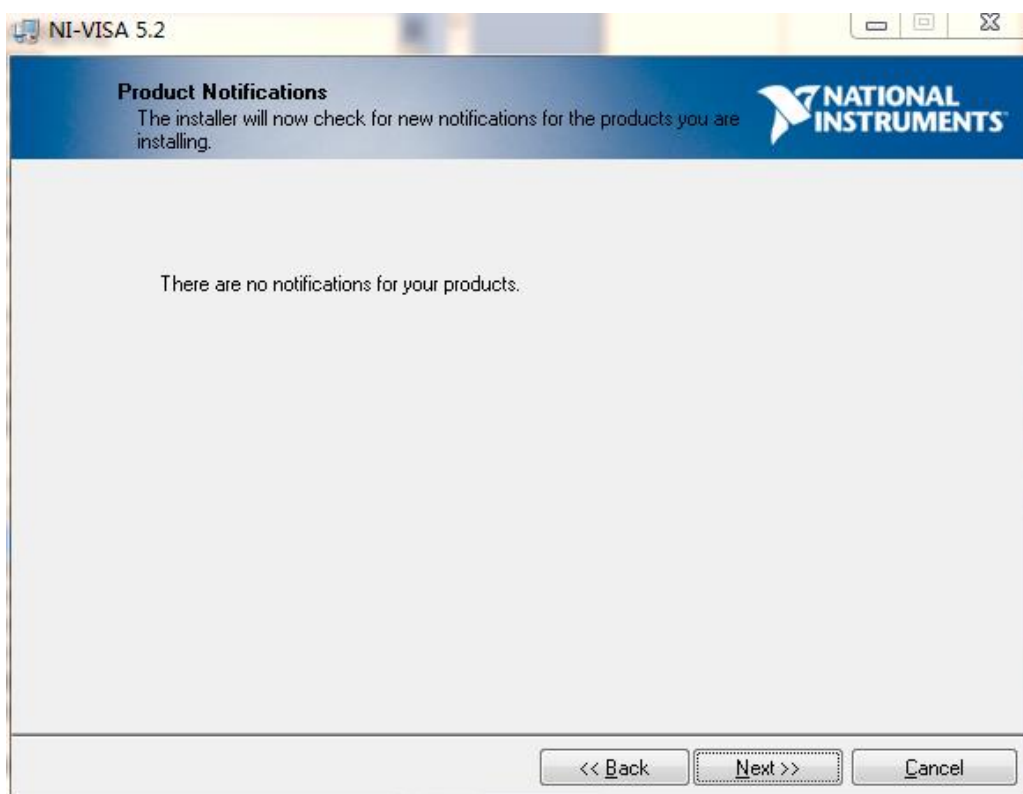 NI-VISA 5.2
Product Notifications
The installer will now check for new notifications for the products you are
installing.
NATIONAL
INSTRUMENTS
There are no notifications for your products.
<< Back
Next >>
Cancel